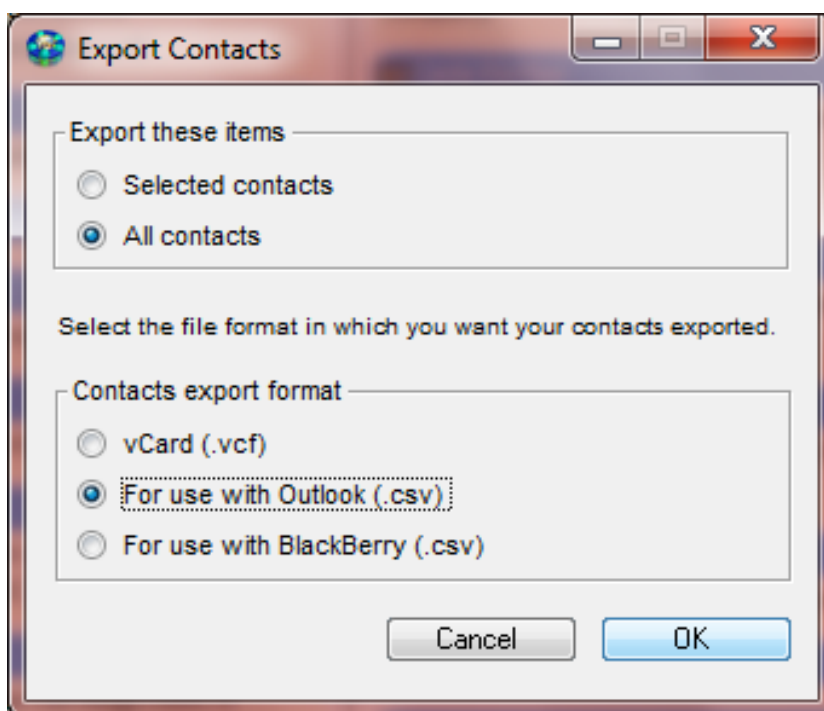 Export Contacts
Export these items
Selected contacts
All contacts
Select the file format in which you want your contacts exported.
Contacts export format
vCard (.vcf)
For use with Outlook (.csv)
For use with BlackBerry (.csv)
Cancel
OK